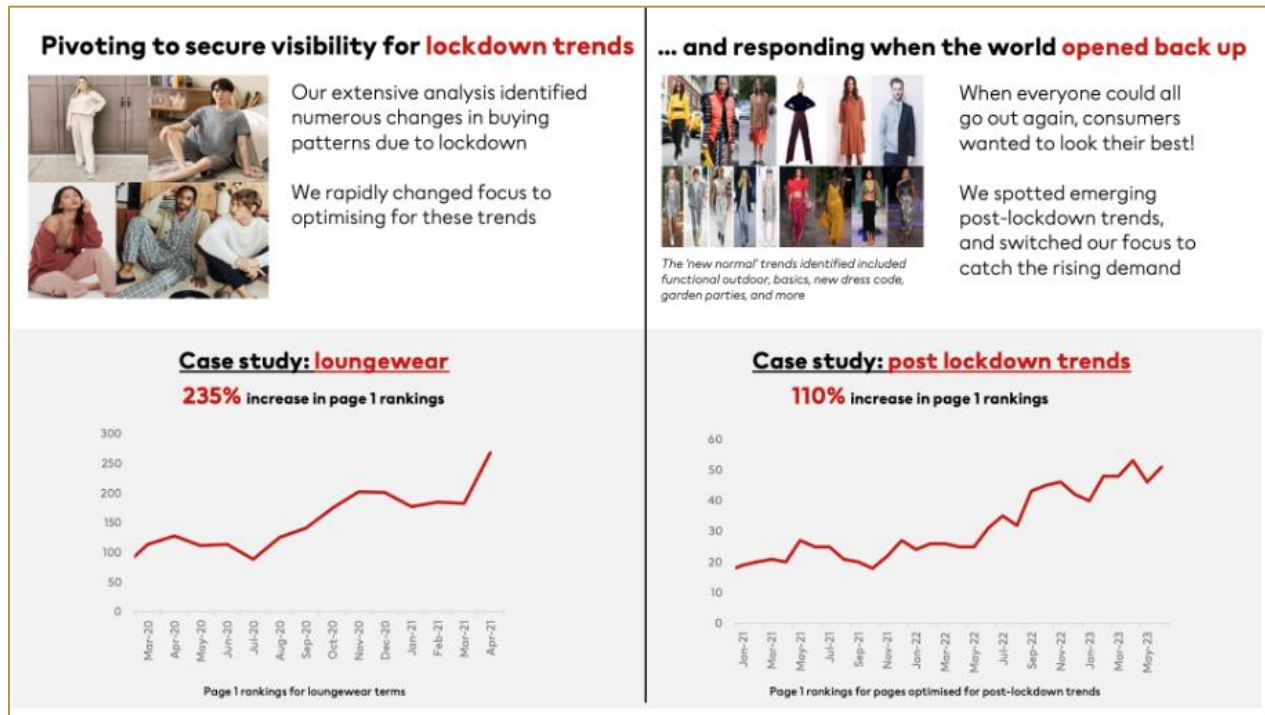 Pivoting to secure visibility for lockdown trends
Our extensive analysis identified
numerous changes in buying
patterns due to lockdown
We rapidly changed focus to
optimising for these trends
Case study: loungewear
235% increase in page 1 rankings
300
250
200
150
100
50
0
Mar-20
Apr-20
May-20
Jun-20
Jul-20
Aug-20
Sep-20
Oct-20
Nov-20
Dec-20
Jan-21
Feb-21
Mar-21
Apr-21
Page 1 rankings for loungewear terms
... and responding when the world opened back up
When everyone could all
go out again, consumers
wanted to look their best!
We spotted emerging
post-lockdown trends,
and switched our focus to
catch the rising demand
The 'new normal' trends identified included
functional outdoor, basics, new dress code,
garden parties, and more
Case study: post lockdown trends
110% increase in page 1 rankings
60
50
40
30
20
10
0
Jan-21
Mar-21
May-21
Jul-21
Sep-21
Nov-21
Jan-22
Mar-22
May-22
Jul-22
Sep-22
Nov-22
Jan-23
Mar-23
May-23
Page 1 rankings for pages optimised for post-lockdown trends